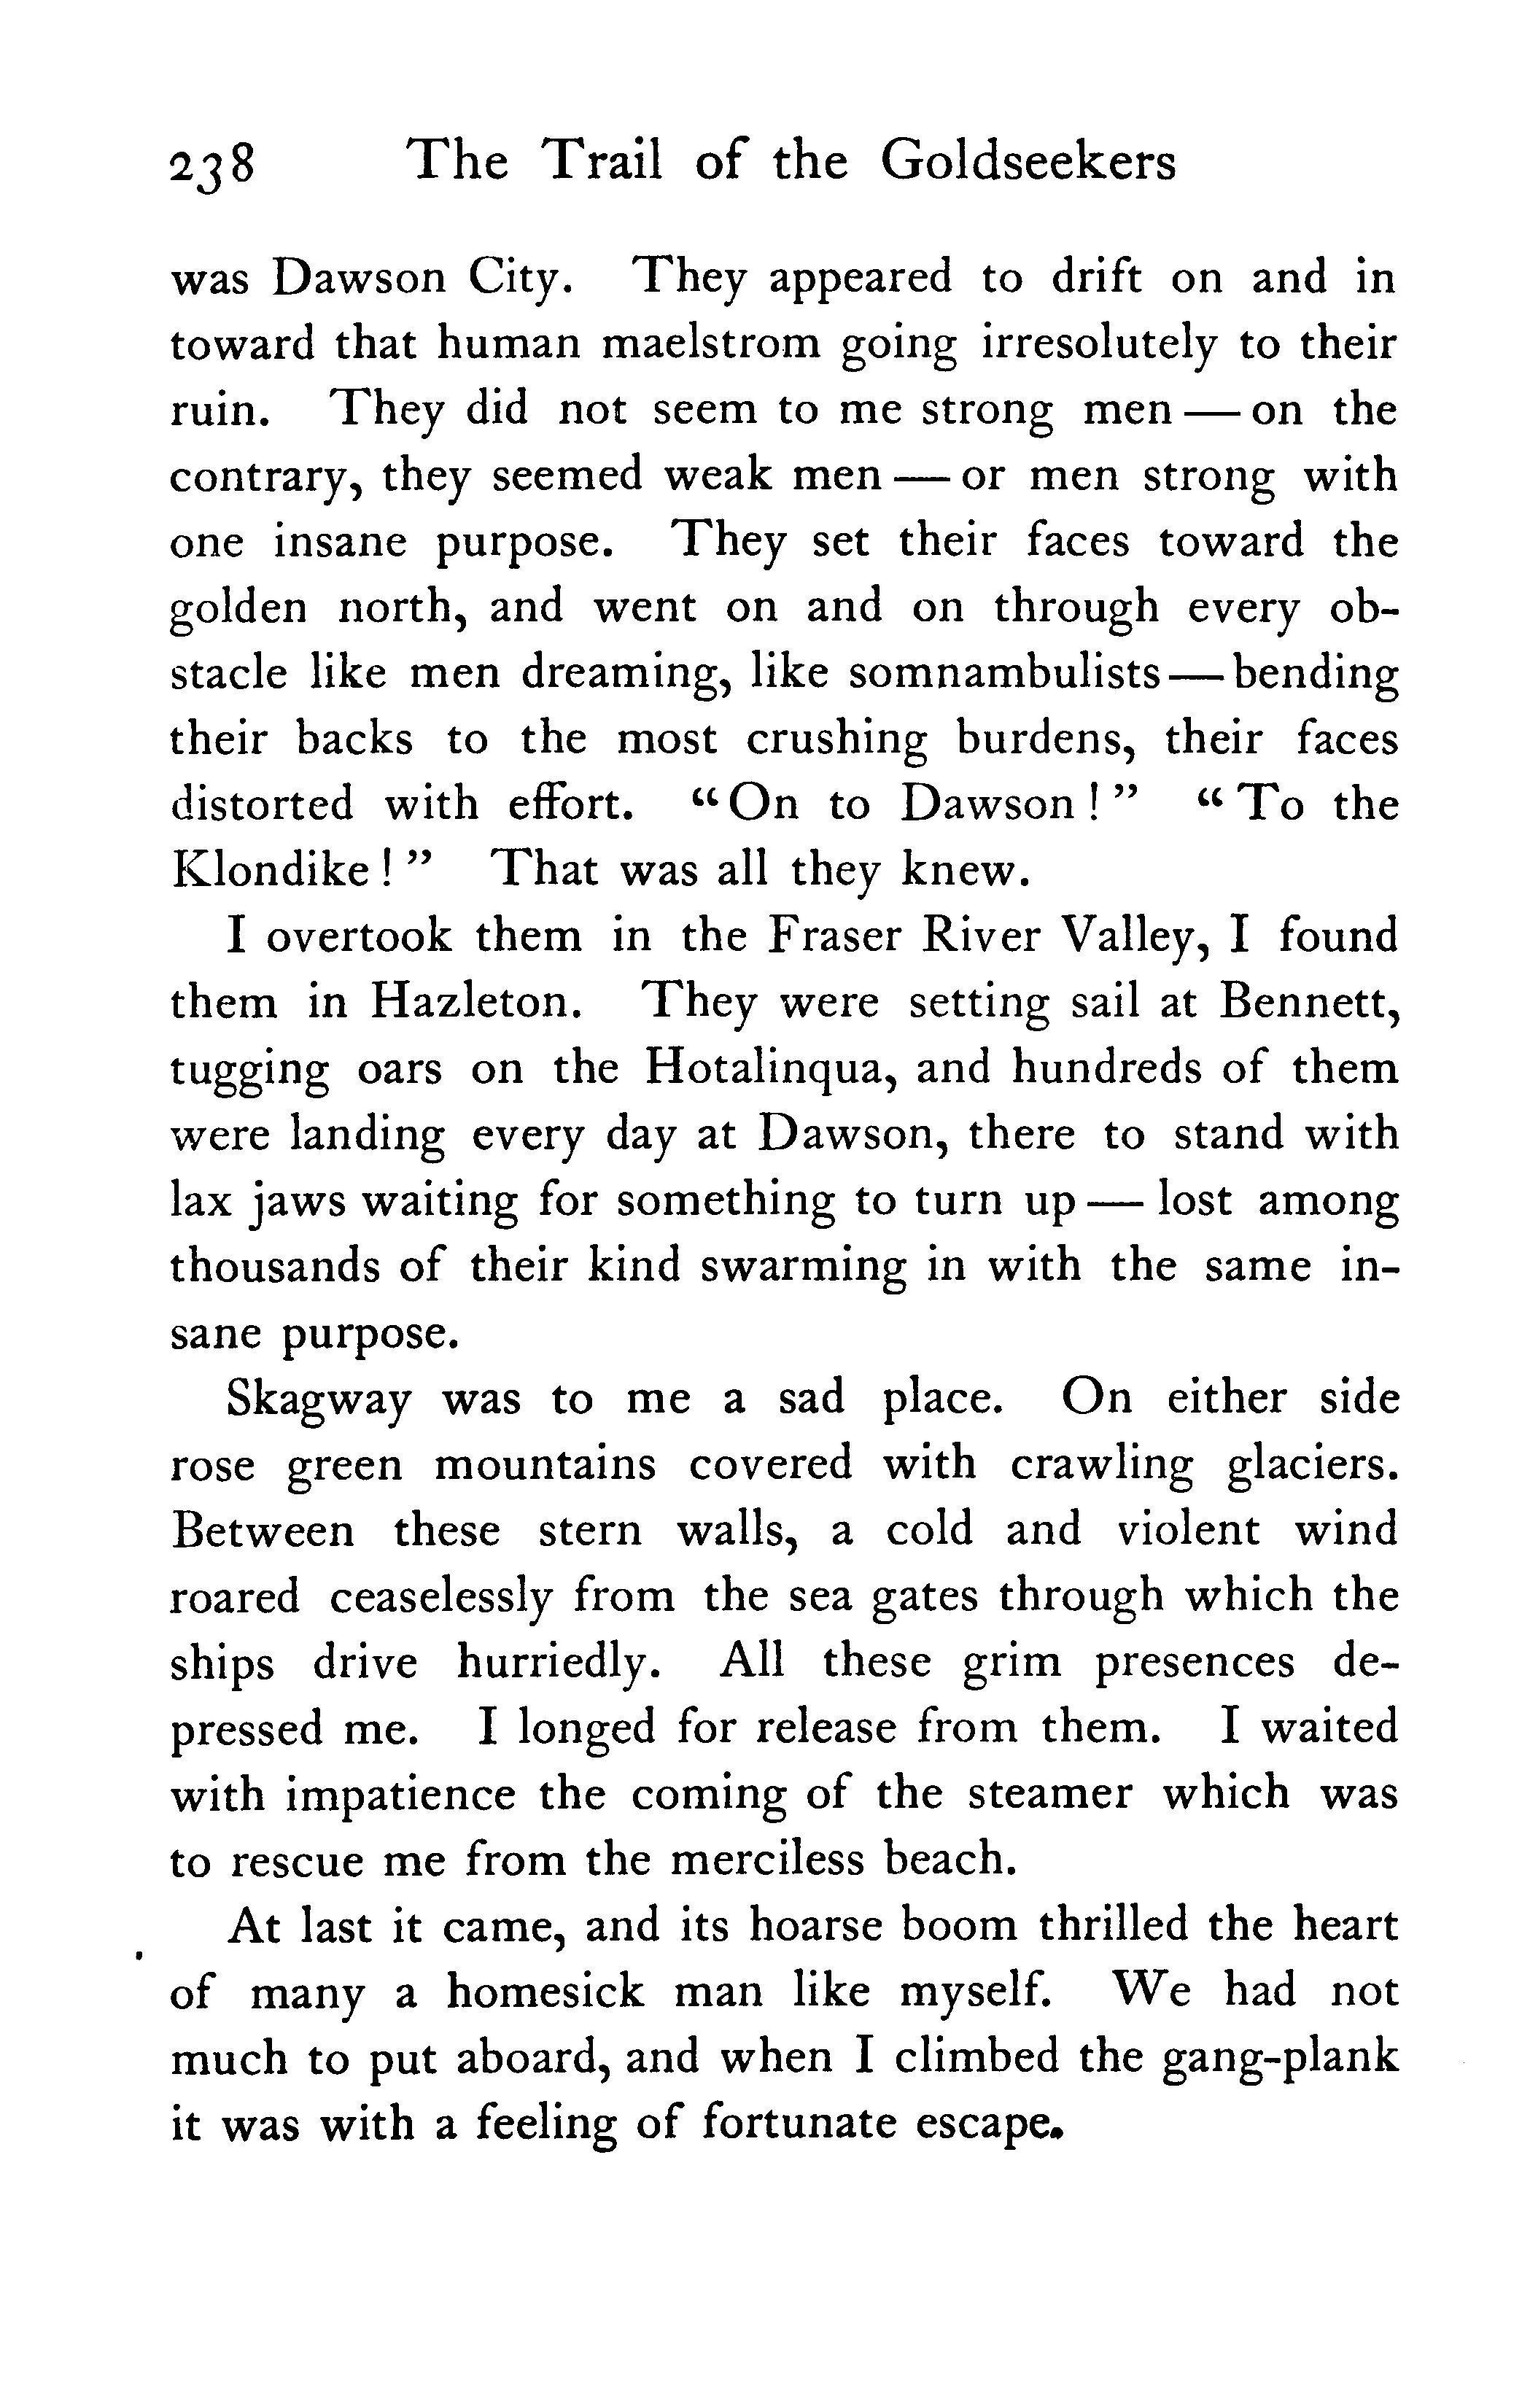 238 The Trail of the Goldseekers
was Dawson City. They appeared to drift on and in
toward that human maelstrom going irresolutely to their
ruin. They did not seem to me strong men — on the
contrary, they seemed weak men — or men strong with
one insane purpose. They set their faces toward the
golden north, and went on and on through every ob-
stacle like men dreaming, like somnambulists — bending
their backs to the most crushing burdens, their faces
distorted with effort. “On to Dawson!” “To the
Klondike!” That was all they knew.
I overtook them in the Fraser River Valley, I found
them in Hazleton. They were setting sail at Bennett,
tugging oars on the Hotalinqua, and hundreds of them
were landing every day at Dawson, there to stand with
lax jaws waiting for something to turn up — lost among
thousands of their kind swarming in with the same in-
sane purpose.
Skagway was to me a sad place. On either side
rose green mountains covered with crawling glaciers.
Between these stern walls, a cold and violent wind
roared ceaselessly from the sea gates through which the
ships drive hurriedly. All these grim presences de-
pressed me. I longed for release from them. I waited
with impatience the coming of the steamer which was
to rescue me from the merciless beach.
At last it came, and its hoarse boom thrilled the heart
of many a homesick man like myself. We had not
much to put aboard, and when I climbed the gang-plank
it was with a feeling of fortunate escape.